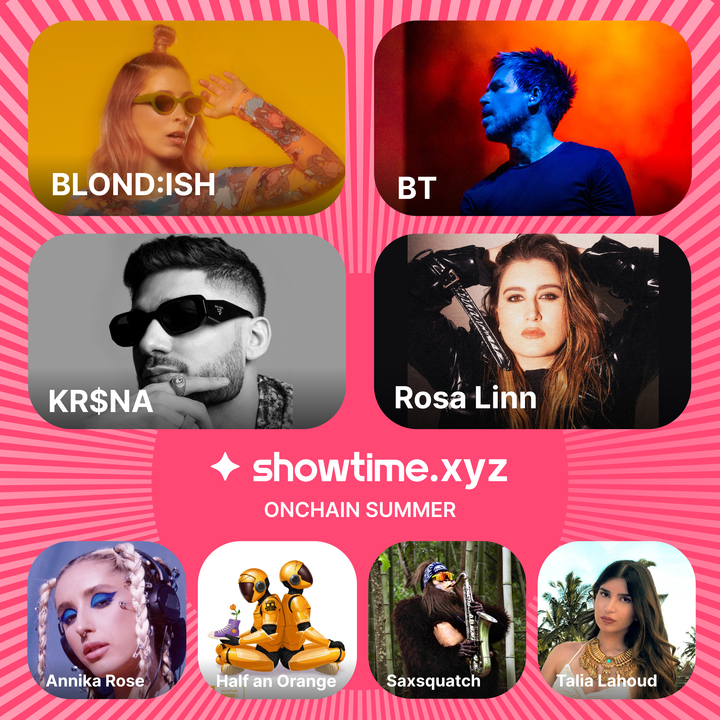 BLOND:ISH
BT
KR$NA
Rosa Linn
showtime.xyz
ONCHAIN SUMMER
Annika Rose
Half an Orange
Saxsquatch
Talia Lahoud